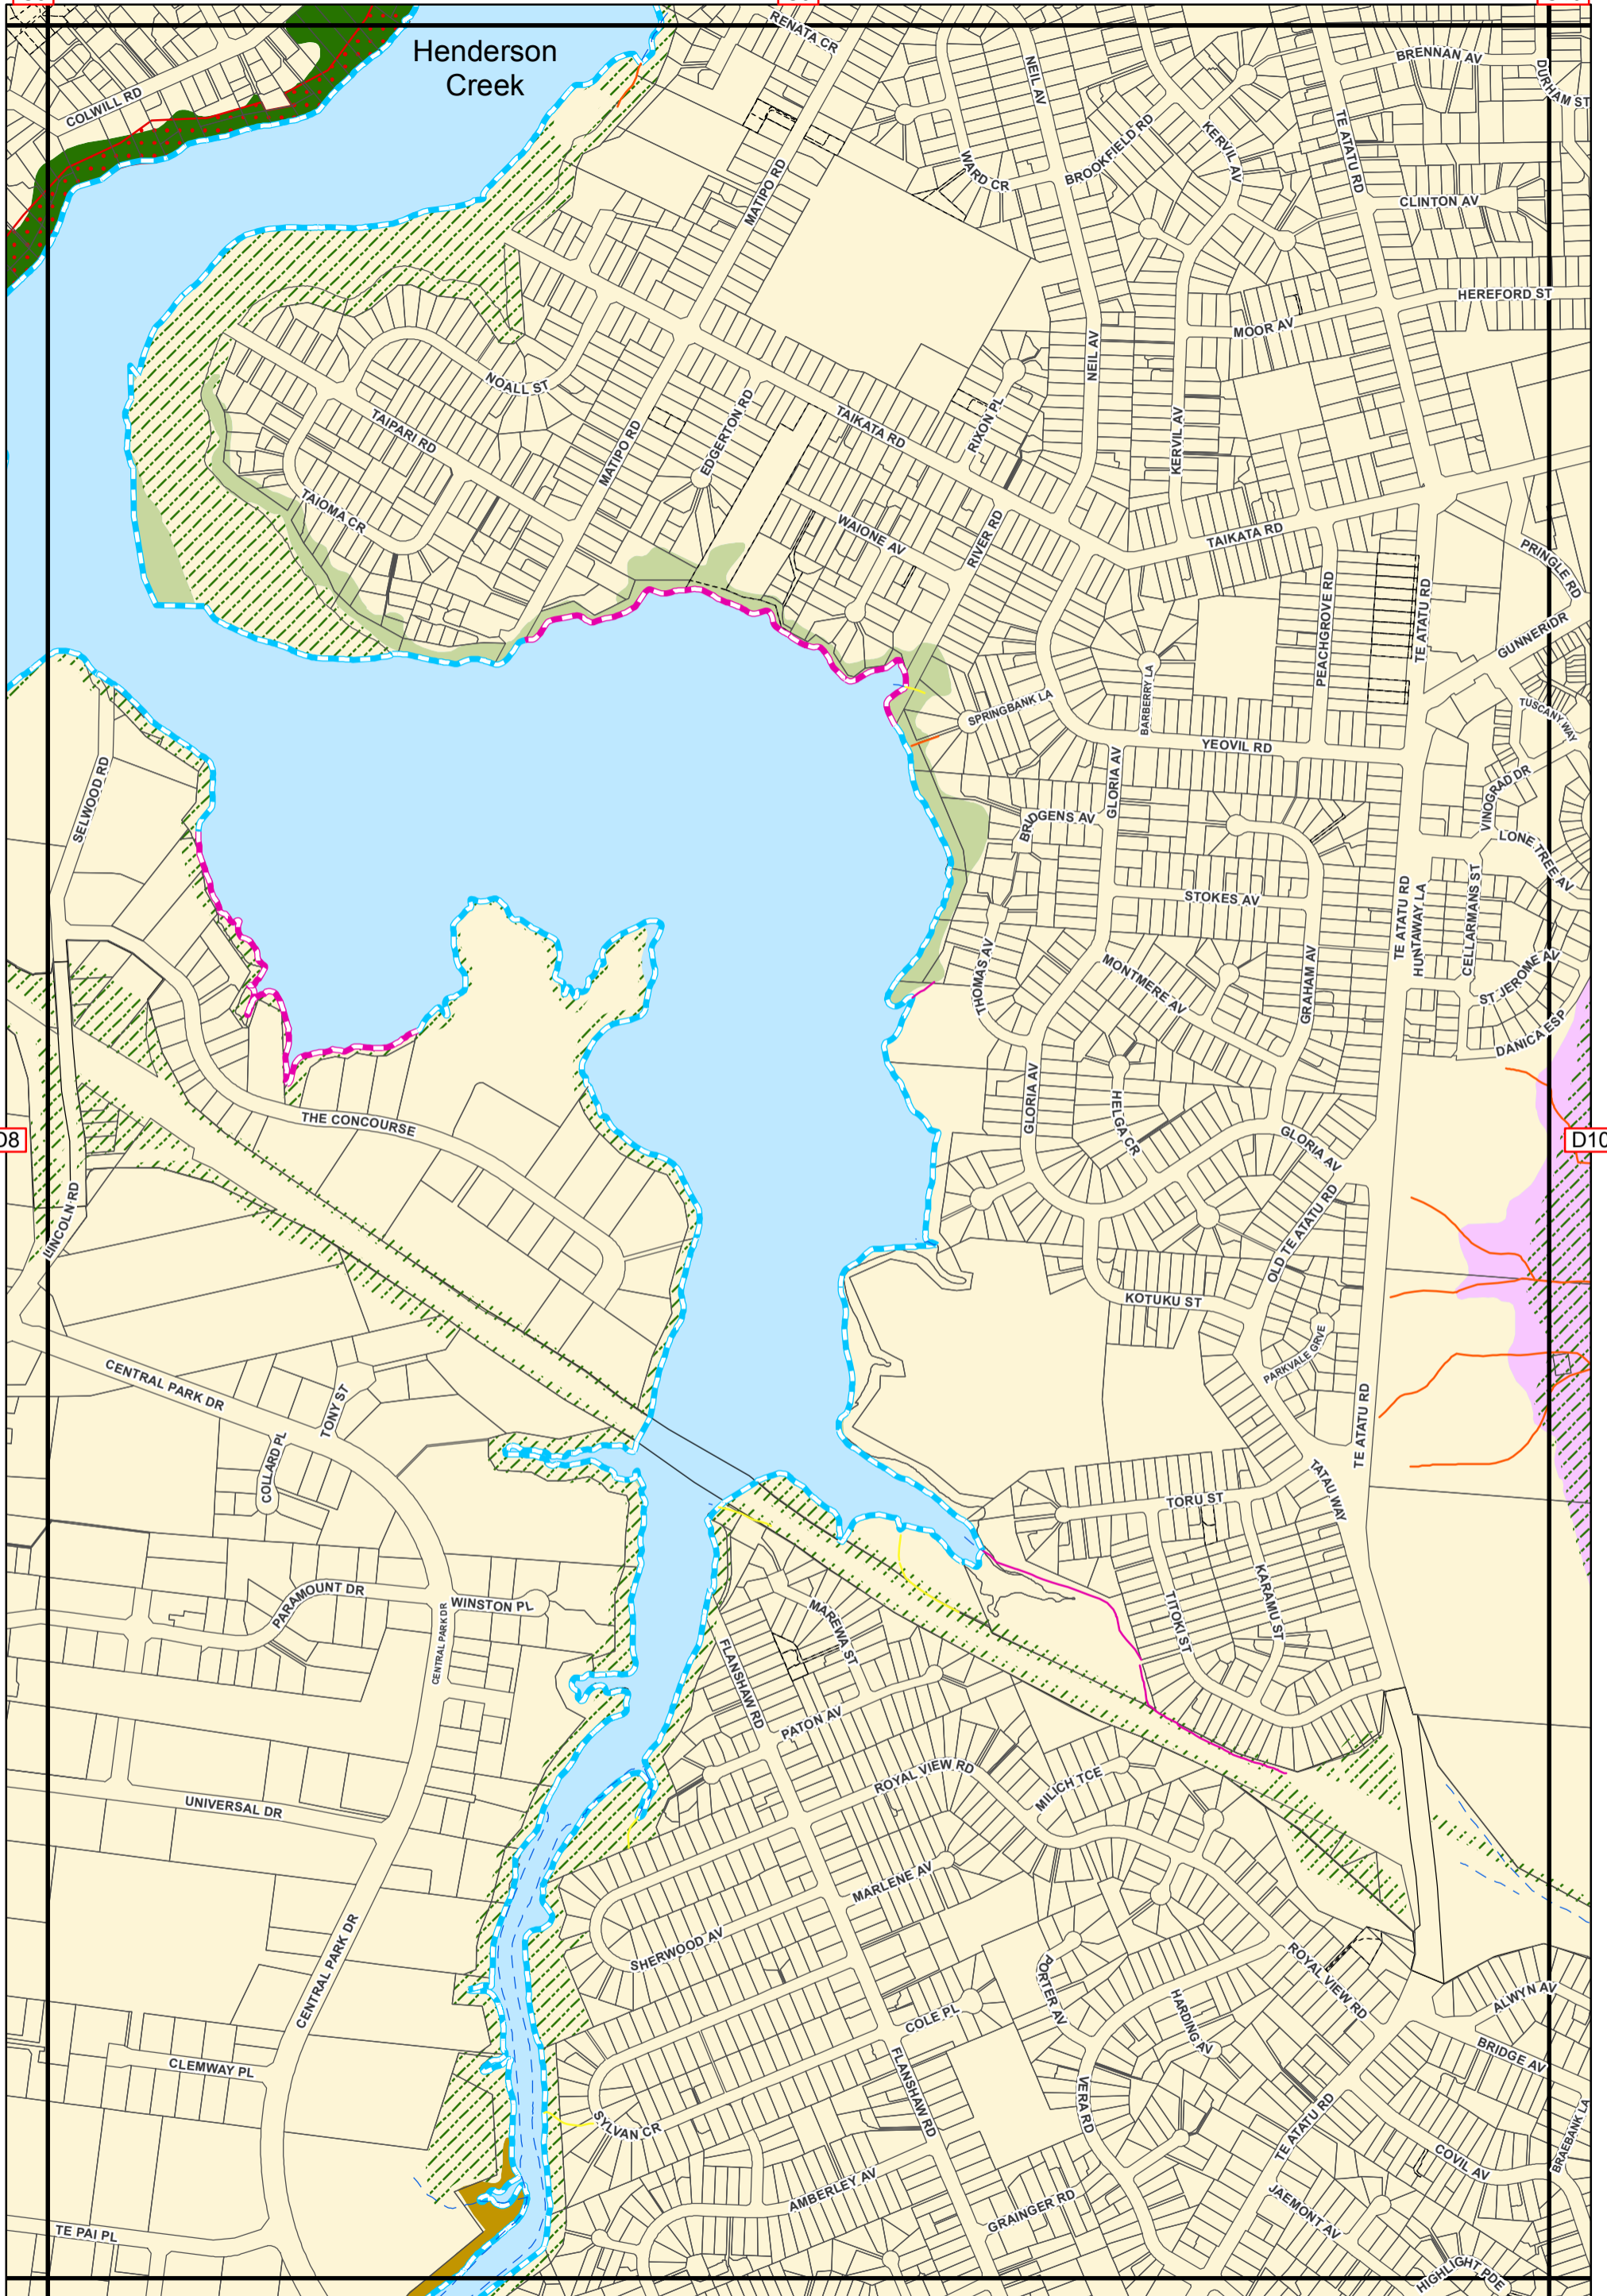 Henderson
Creek
RENATA CR
BRENNAN AV
DURHAM ST
COLWILL RD
NEIL AV
TE ATATU RD
BROOKFIELD RD
KERVIL AV
WARD CR
MATIPO RD
CLINTON AV
HEREFORD ST
MOOR AV
NEIL AV
NOALL ST
TAIPARI RD
MATIPO RD
EDGERTON RD
TAIKATA RD
RIXON PL
KERVIL AV
TAIOMA CR
WAIONE AV
RIVER RD
TAIKATA RD
PRINGLE RD
PEACHGROVE RD
TE ATATU RD
GUNNER DR
BARBERRY LA
SPRINGBANK LA
TUSCANY WAY
YEOVIL RD
SELWOOD RD
GLORIA AV
VINOGRAD DR
BRIDGENS AV
LONE TREE AV
STOKES AV
TE ATATU RD
HUNTAWAY LA
CELLARMANS ST
THOMAS AV
MONTMERE AV
GRAHAM AV
ST JEROME AV
DANICA ESP
GLORIA AV
HELGA CR
THE CONCOURSE
GLORIA AV
D8
D10
LINCOLN RD
OLD TE ATATU RD
KOTUKU ST
PARKVALE GRVE
CENTRAL PARK DR
TONY ST
TE ATATU RD
COLLARD PL
TATAU WAY
TORU ST
PARAMOUNT DR
WINSTON PL
CENTRAL PARK DR
MAREWA ST
TITOKI ST
KARAMU ST
FLANSHAW RD
PATON AV
ROYAL VIEW RD
MILICH TCE
UNIVERSAL DR
MARLENE AV
SHERWOOD AV
CENTRAL PARK DR
PORTER AV
ROYAL VIEW RD
COLE PL
HARDING AV
ALWYN AV
BRIDGE AV
CLEMWAY PL
FLANSHAW RD
VERA RD
SYLVAN CR
TE ATATU RD
BRAEBANK LA
COVIL AV
AMBERLEY AV
GRAINGER RD
JAEMONT AV
TE PAI PL
HIGHLIGHT PDE